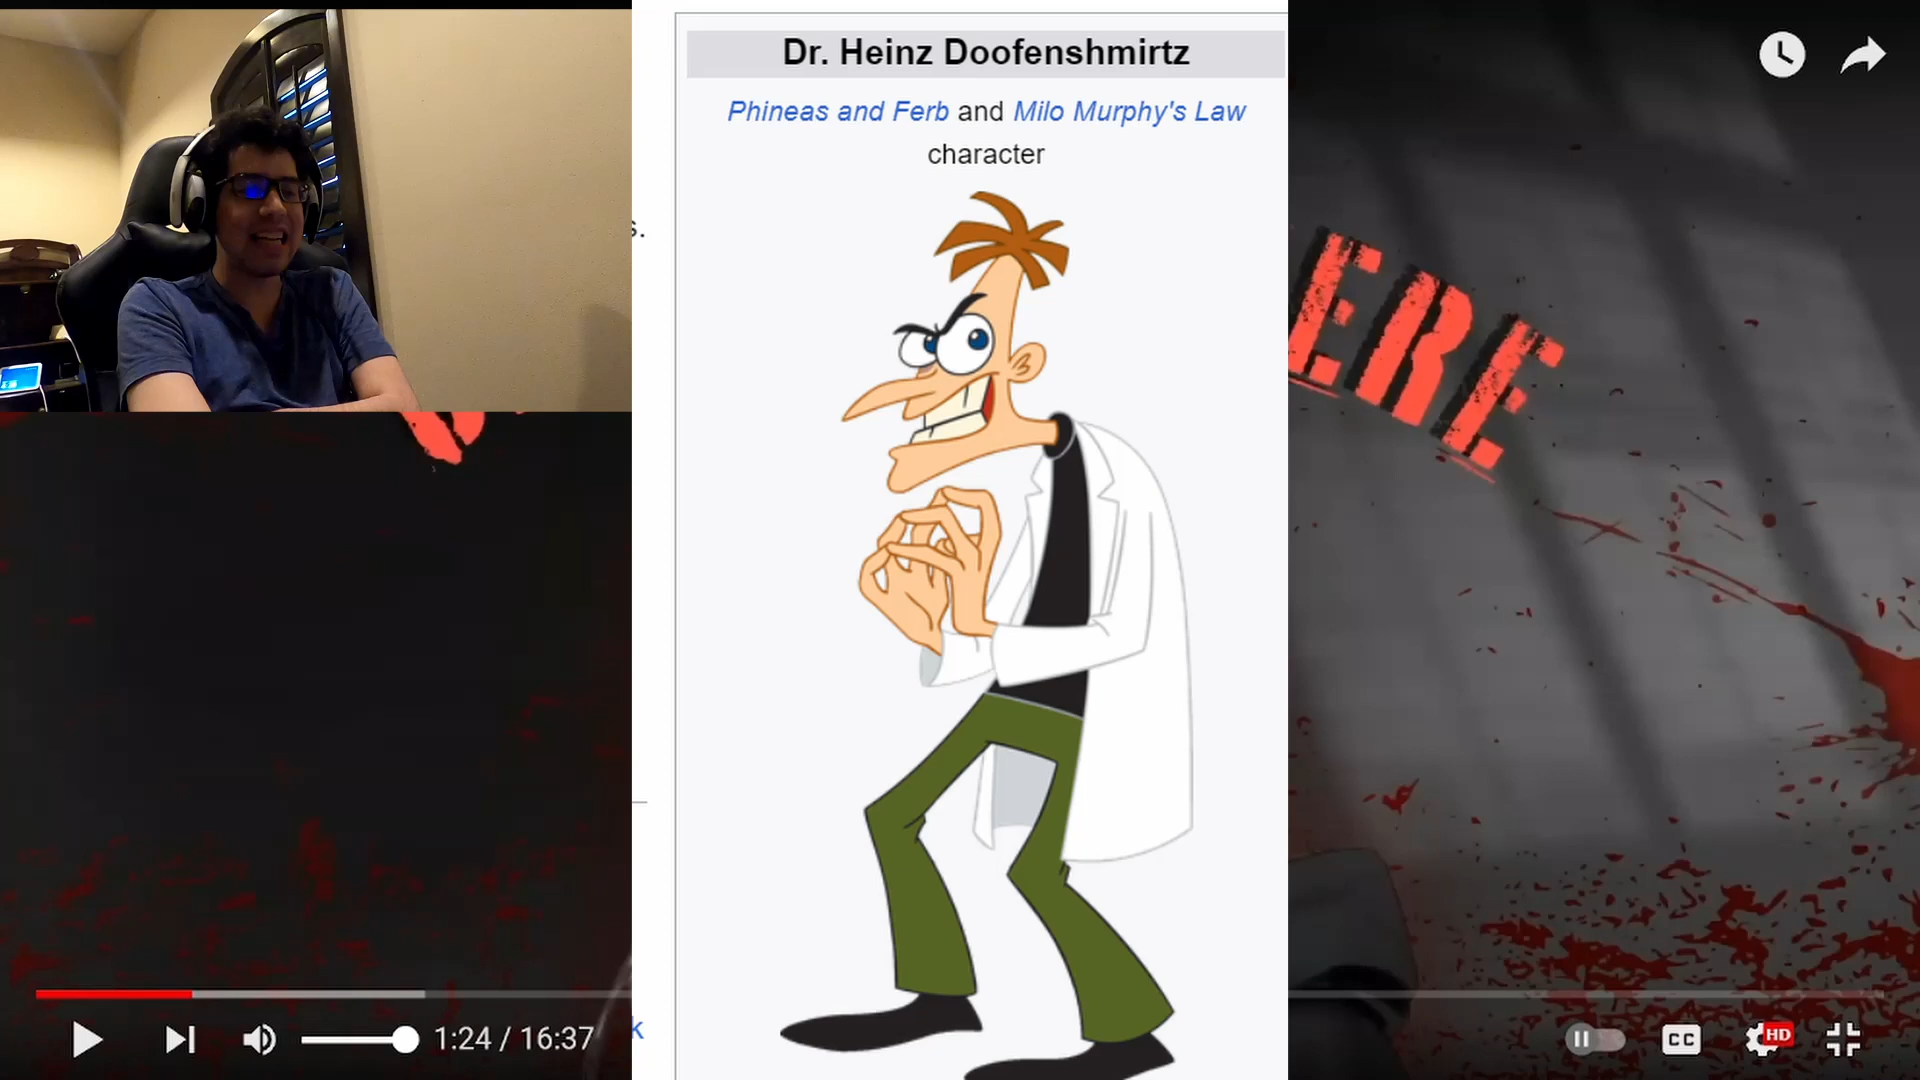 Dr. Heinz Doofenshmirtz
Phineas and Ferb and Milo Murphy's Law
character
s.
ERE
k
1:24 / 16:37
CC
HD